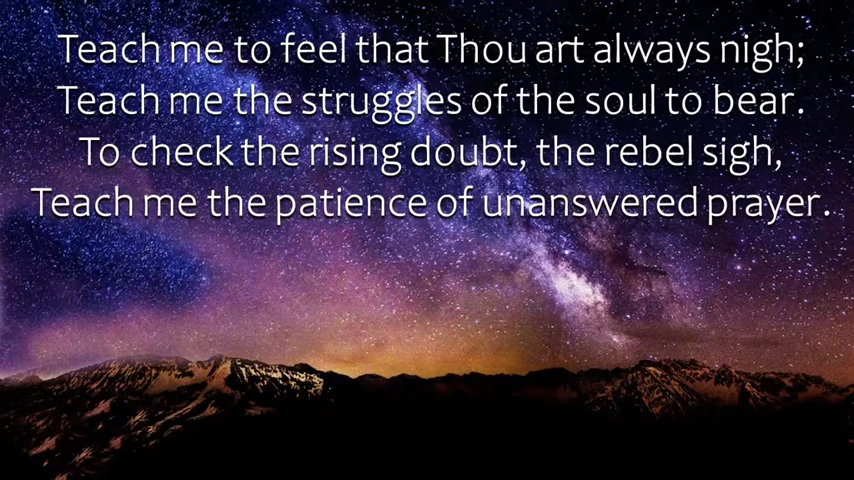 Teach me to feel that Thou art always nigh;
Teach me the struggles of the soul to bear.
To check the rising doubt, the rebel sigh,
Teach me the patience of unanswered prayer.